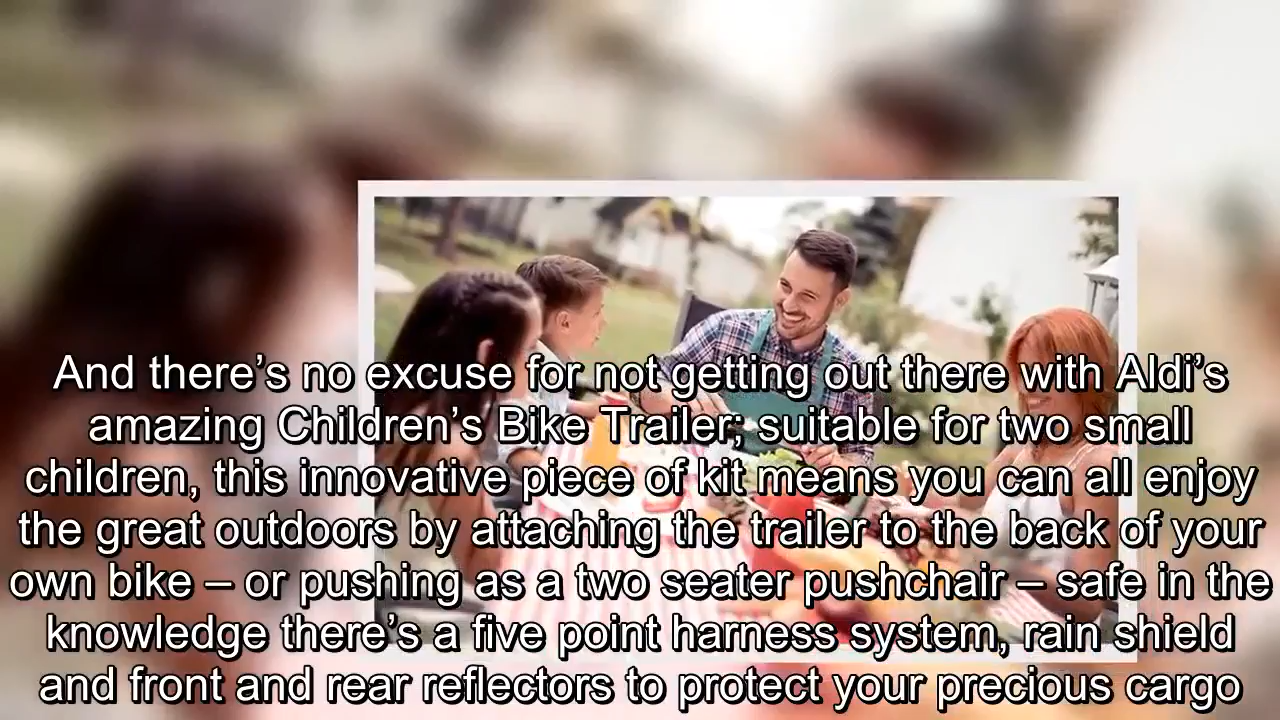 And there’s no excuse for not getting out there with Aldi’s
amazing Children’s Bike Trailer; suitable for two small
children, this innovative piece of kit means you can all enjoy
the great outdoors by attaching the trailer to the back of your
own bike – or pushing as a two seater pushchair – safe in the
knowledge there’s a five point harness system, rain shield
and front and rear reflectors to protect your precious cargo